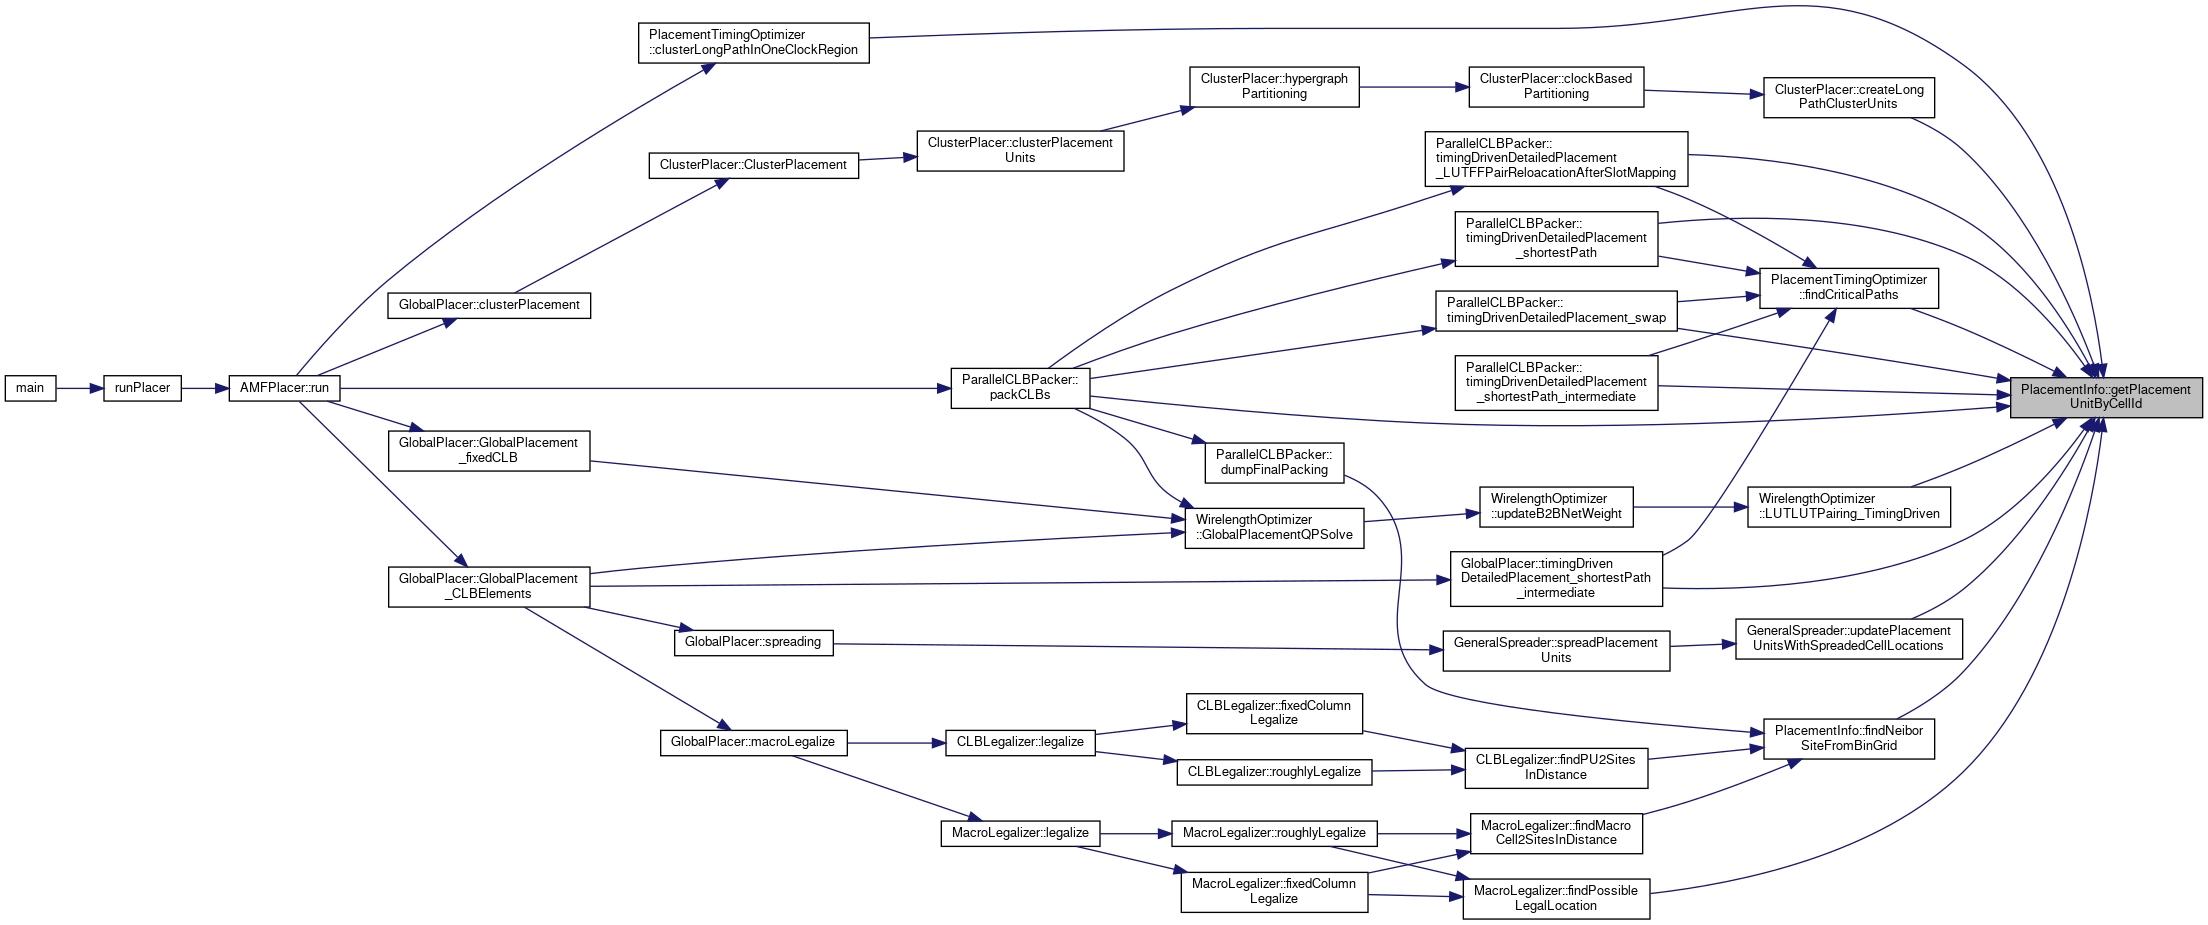 PlacementTimingOptimizer
::clusterLongPathInOneClockRegion
ClusterPlacer::hypergraph
Partitioning
ClusterPlacer::clockBased
Partitioning
ClusterPlacer::createLong
PathClusterUnits
ClusterPlacer::clusterPlacement
Units
ClusterPlacer::ClusterPlacement
ParallelCLBPacker::
timingDrivenDetailedPlacement
_LUTFFPairReloacationAfterSlotMapping
ParallelCLBPacker::
timingDrivenDetailedPlacement
_shortestPath
PlacementTimingOptimizer
::findCriticalPaths
GlobalPlacer::clusterPlacement
ParallelCLBPacker::
timingDrivenDetailedPlacement_swap
ParallelCLBPacker::
timingDrivenDetailedPlacement
_shortestPath_intermediate
main
runPlacer
AMFPlacer::run
ParallelCLBPacker::
packCLBs
PlacementInfo::getPlacement
UnitByCellId
GlobalPlacer::GlobalPlacement
_fixedCLB
ParallelCLBPacker::
dumpFinalPacking
WirelengthOptimizer
::GlobalPlacementQPSolve
WirelengthOptimizer
::updateB2BNetWeight
WirelengthOptimizer
::LUTLUTPairing_TimingDriven
GlobalPlacer::GlobalPlacement
_CLBElements
GlobalPlacer::timingDriven
DetailedPlacement_shortestPath
_intermediate
GlobalPlacer::spreading
GeneralSpreader::spreadPlacement
Units
GeneralSpreader::updatePlacement
UnitsWithSpreadedCellLocations
GlobalPlacer::macroLegalize
CLBLegalizer::legalize
CLBLegalizer::fixedColumn
Legalize
CLBLegalizer::roughlyLegalize
CLBLegalizer::findPU2Sites
InDistance
PlacementInfo::findNeibor
SiteFromBinGrid
MacroLegalizer::legalize
MacroLegalizer::roughlyLegalize
MacroLegalizer::findMacro
Cell2SitesInDistance
MacroLegalizer::fixedColumn
Legalize
MacroLegalizer::findPossible
LegalLocation